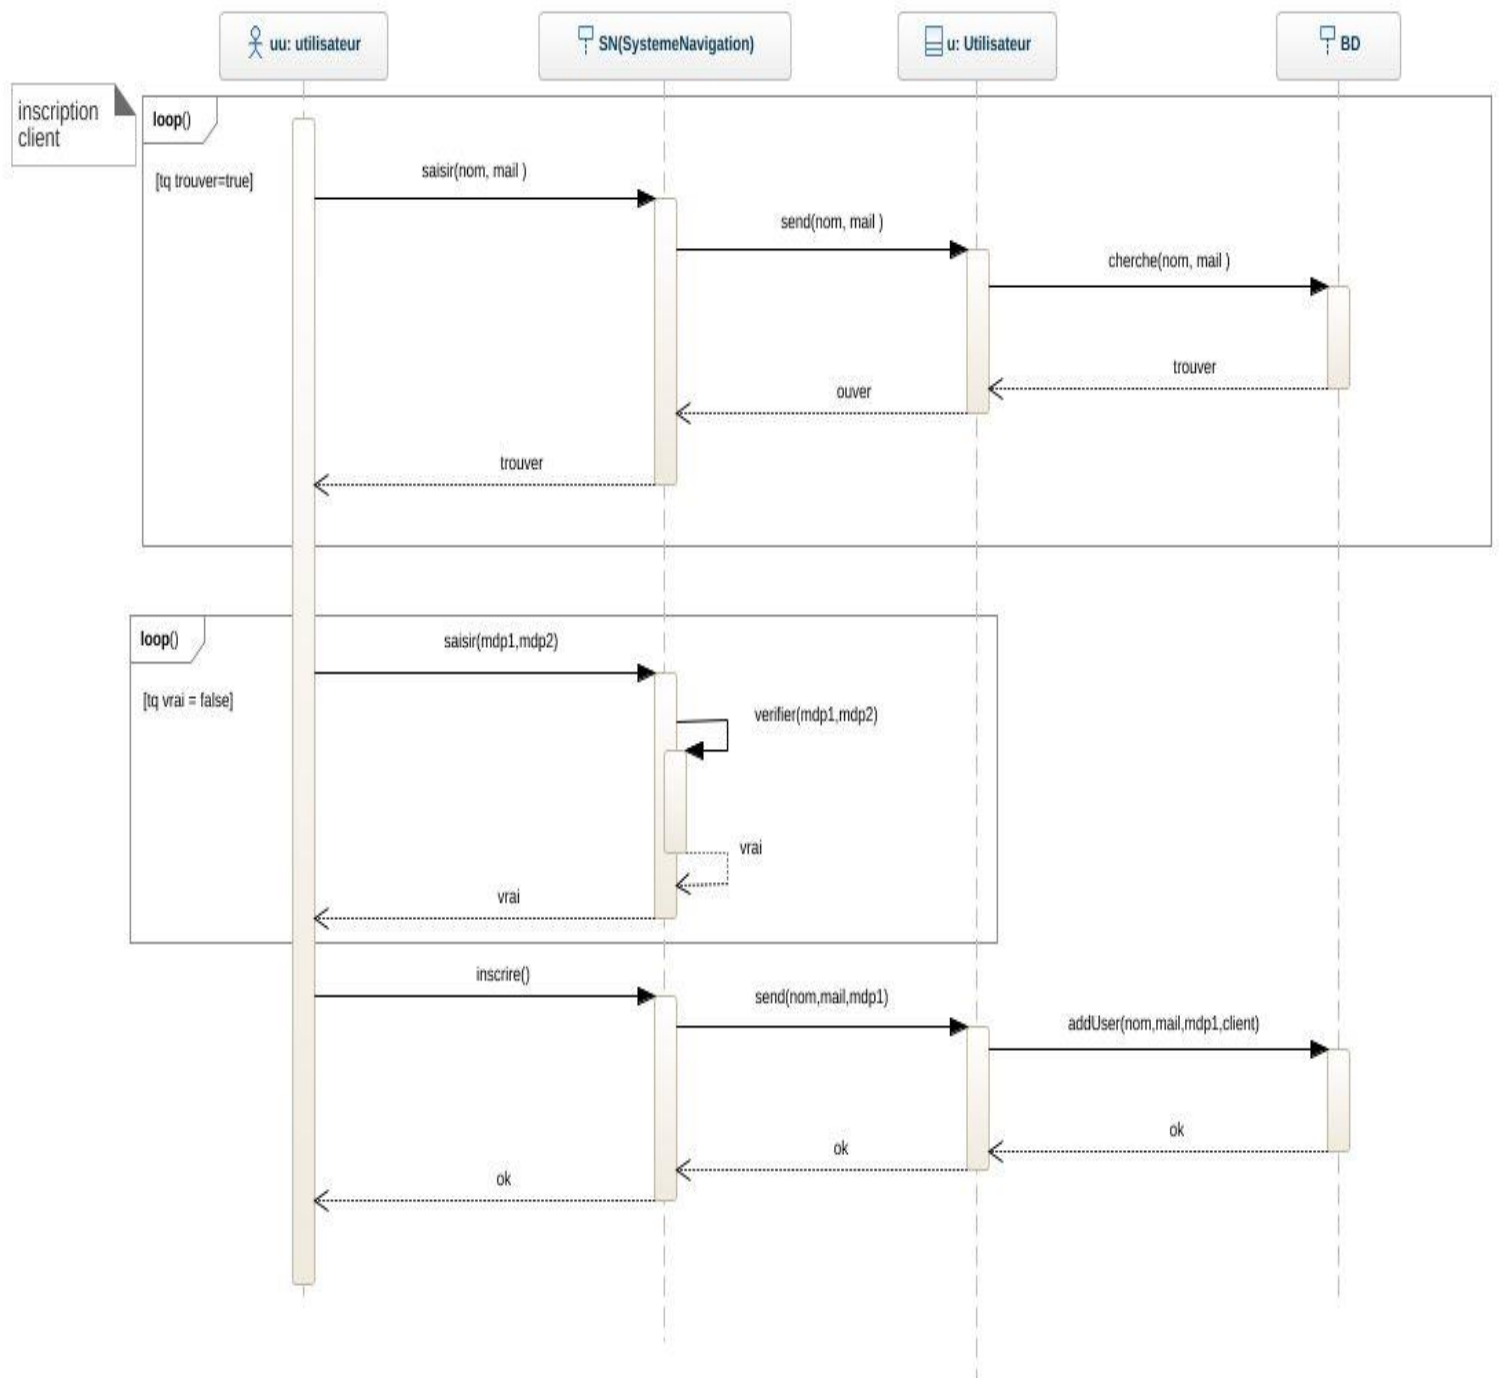 uu: utilisateur
SN(SystemeNavigation)
u: Utilisateur
BD
inscription
client
loop()
[tq trouver=true]
saisir(nom, mail )
send(nom, mail )
cherche(nom, mail )
trouver
ouver
trouver
loop()
saisir(mdp1,mdp2)
[tq vrai = false]
verifier(mdp1,mdp2)
vrai
vrai
inscrire()
send(nom,mail,mdp1)
addUser(nom,mail,mdp1,client)
ok
ok
ok